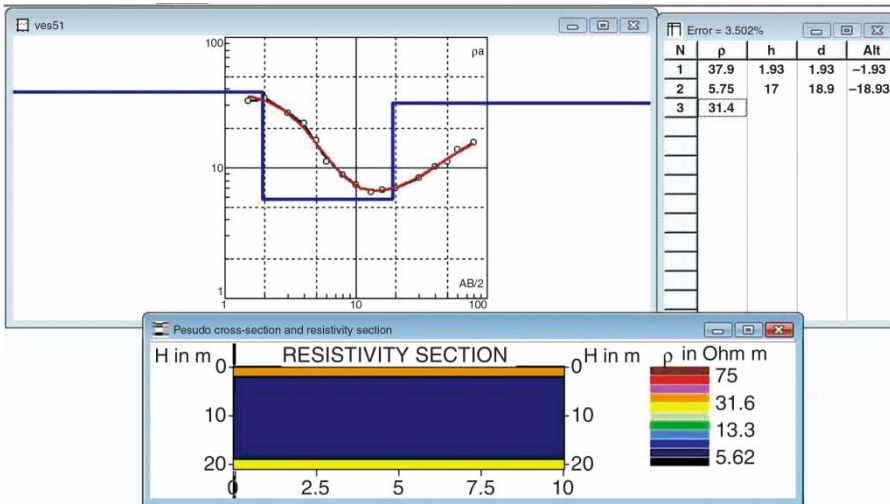 ves51
100
ρa
10
1
AB/2
1
10
100
Error = 3.502%
N ρ h d Alt
1 37.9 1.93 1.93 −1.93
2 5.75 17 18.9 −18.93
3 31.4
Pesudo cross-section and resistivity section
H in m RESISTIVITY SECTION H in m ρ in Ohm m
0 0 75
31.6
10 10 13.3
5.62
20 20
0 2.5 5 7.5 10